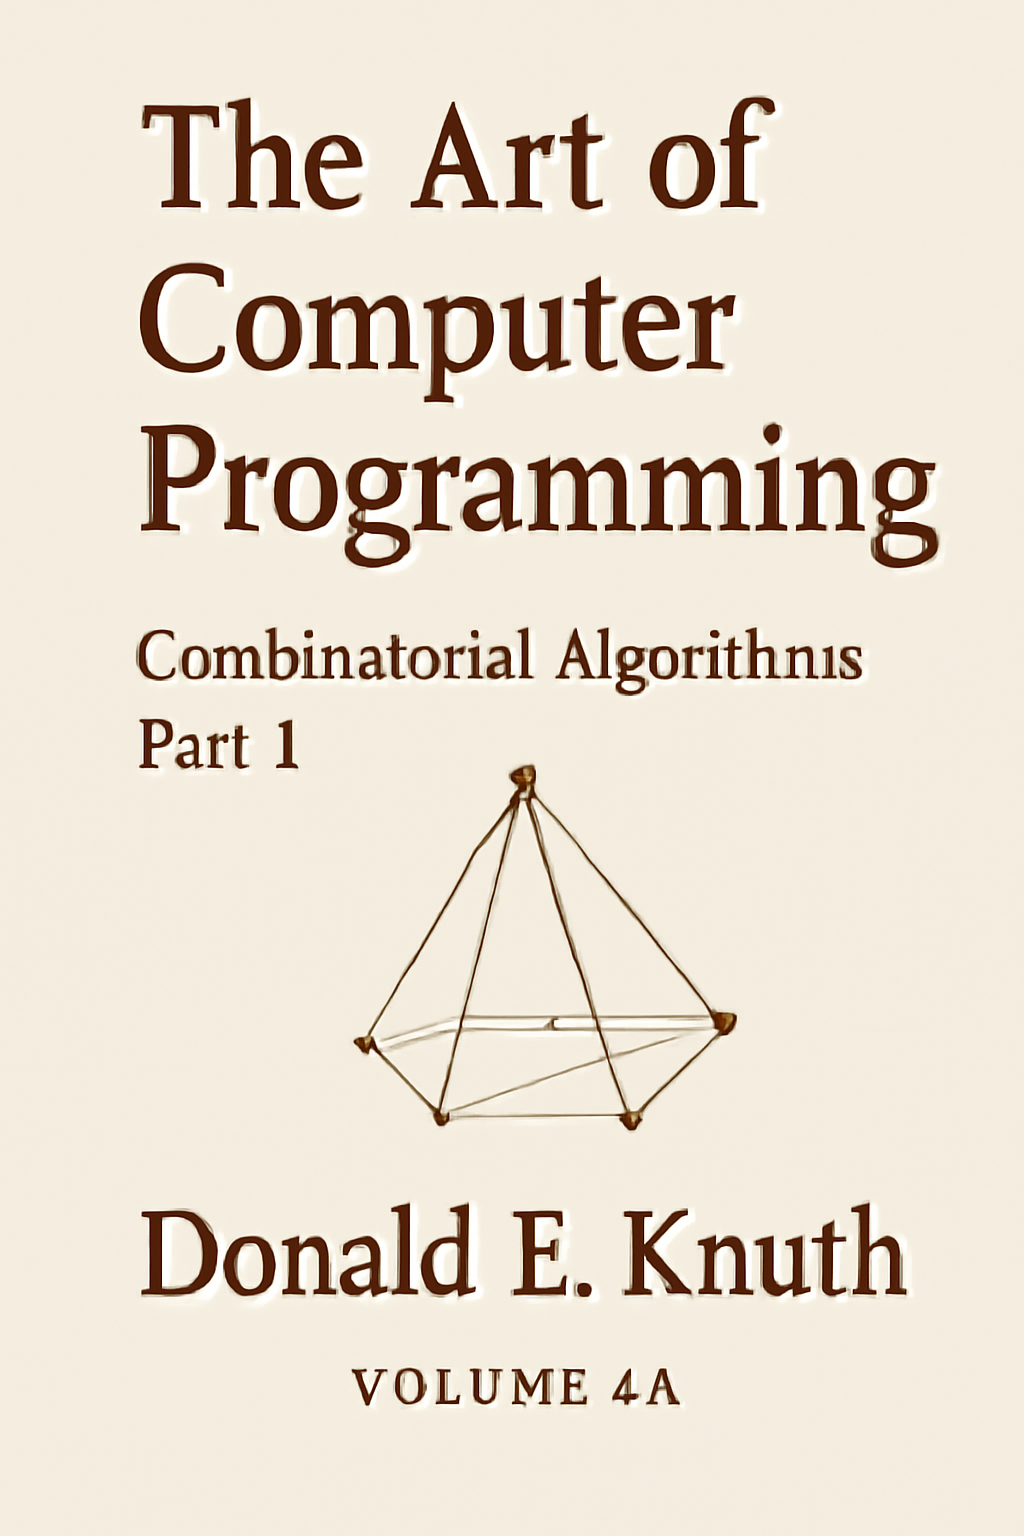 The Art of
Computer
Programming
Combinatorial Algorithnıs
Part 1
Donald E. Knuth
VOLUME 4A